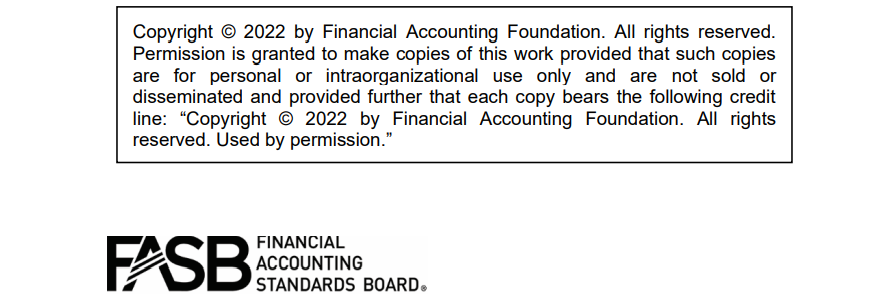 Copyright © 2022 by Financial Accounting Foundation. All rights reserved.
Permission is granted to make copies of this work provided that such copies
are for personal or intraorganizational use only and are not sold or
disseminated and provided further that each copy bears the following credit
line: “Copyright © 2022 by Financial Accounting Foundation. All rights
reserved. Used by permission.”
FASB
FINANCIAL
ACCOUNTING
STANDARDS BOARD®